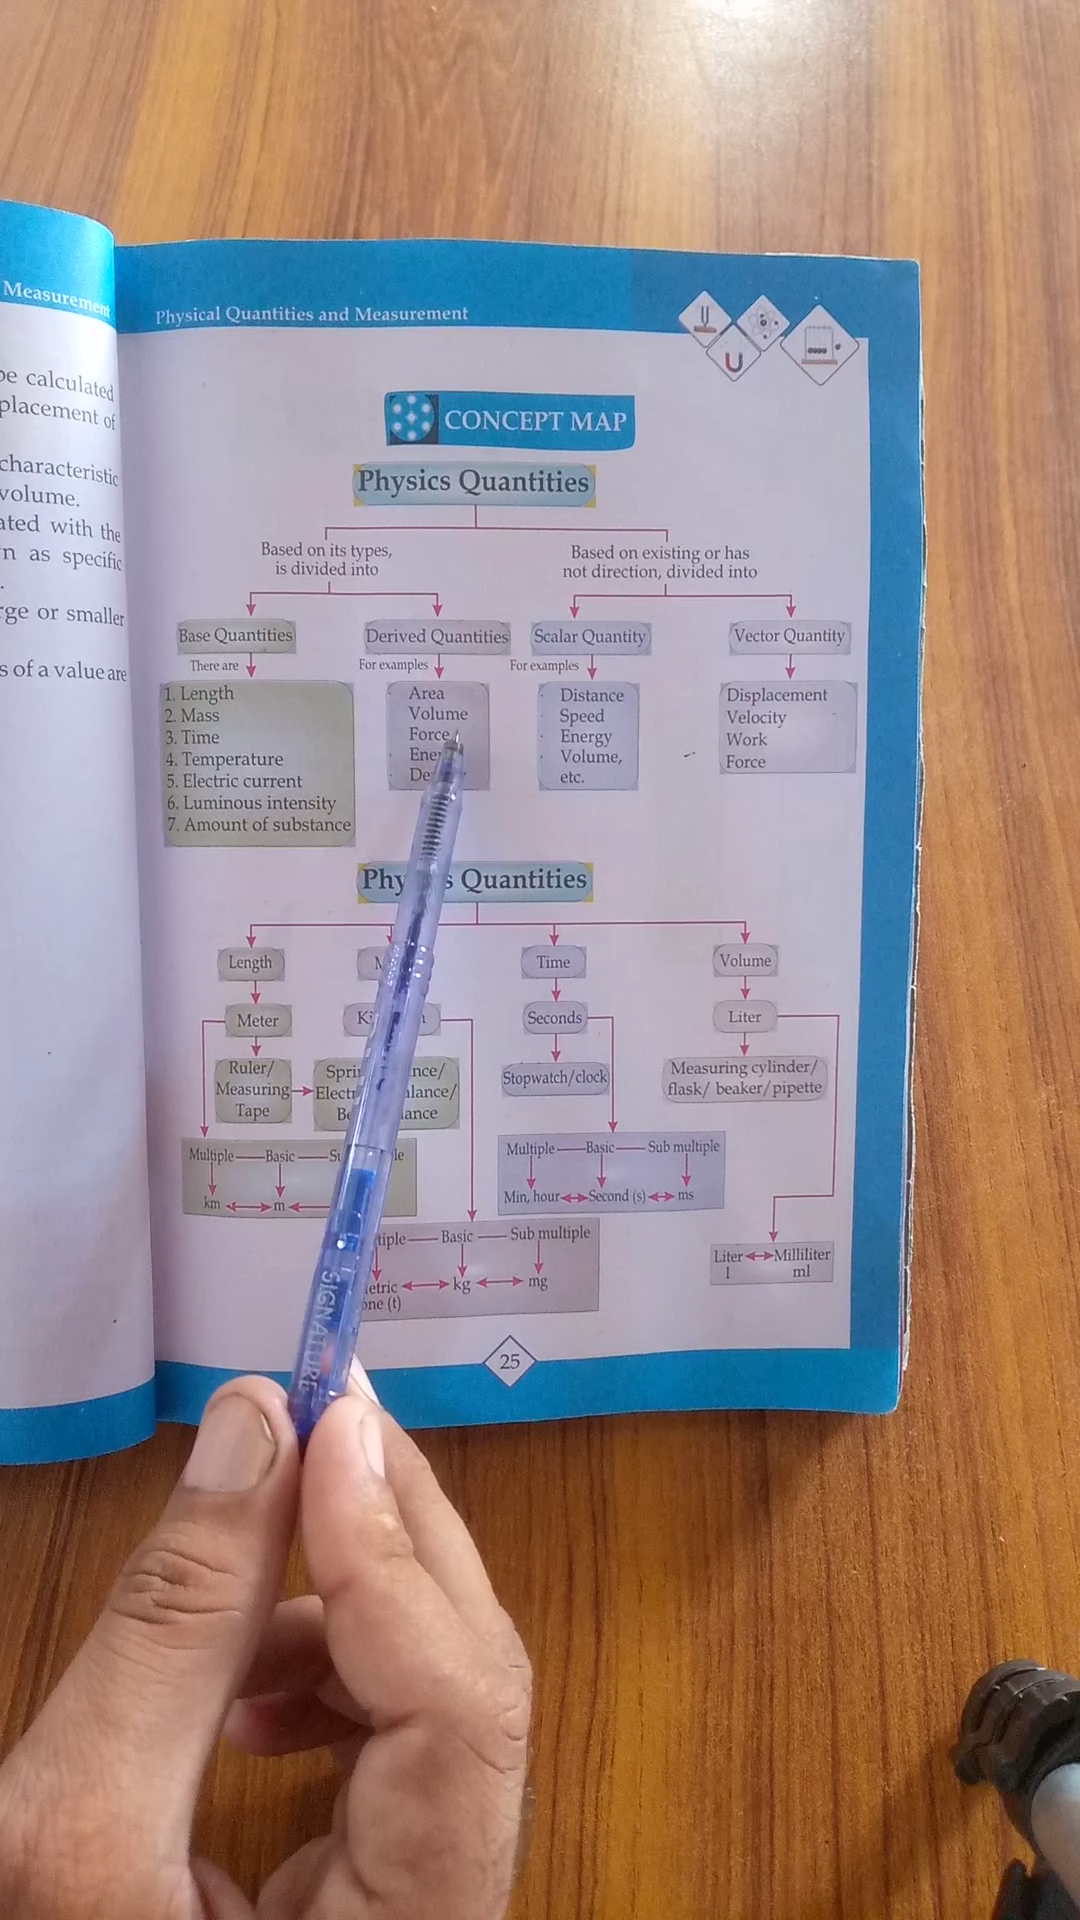 Measurement
be calculated
placement of
characteristic
volume.
ated with the
n as specific
.
rge or smaller
s of a value are
Physical Quantities and Measurement
CONCEPT MAP
Physics Quantities
Based on its types,
is divided into
Based on existing or has
not direction, divided into
Base Quantities
Derived Quantities
Scalar Quantity
Vector Quantity
There are
For examples
For examples
1. Length
2. Mass
3. Time
4. Temperature
5. Electric current
6. Luminous intensity
7. Amount of substance
Area
Volume
Force
Distance
Speed
Energy
Volume,
etc.
Displacement
Velocity
Work
Force
Quantities
Length
Time
Volume
Meter
Seconds
Liter
Ruler/
Measuring
Tape
Stopwatch/clock
Measuring cylinder/
flask/ beaker/pipette
Multiple Basic
km m
Multiple Basic Sub multiple
Min, hour Second (s) ms
tiple Basic Sub multiple
etric kg mg
one (t)
Liter Milliliter
l ml
SIGNATURE
25